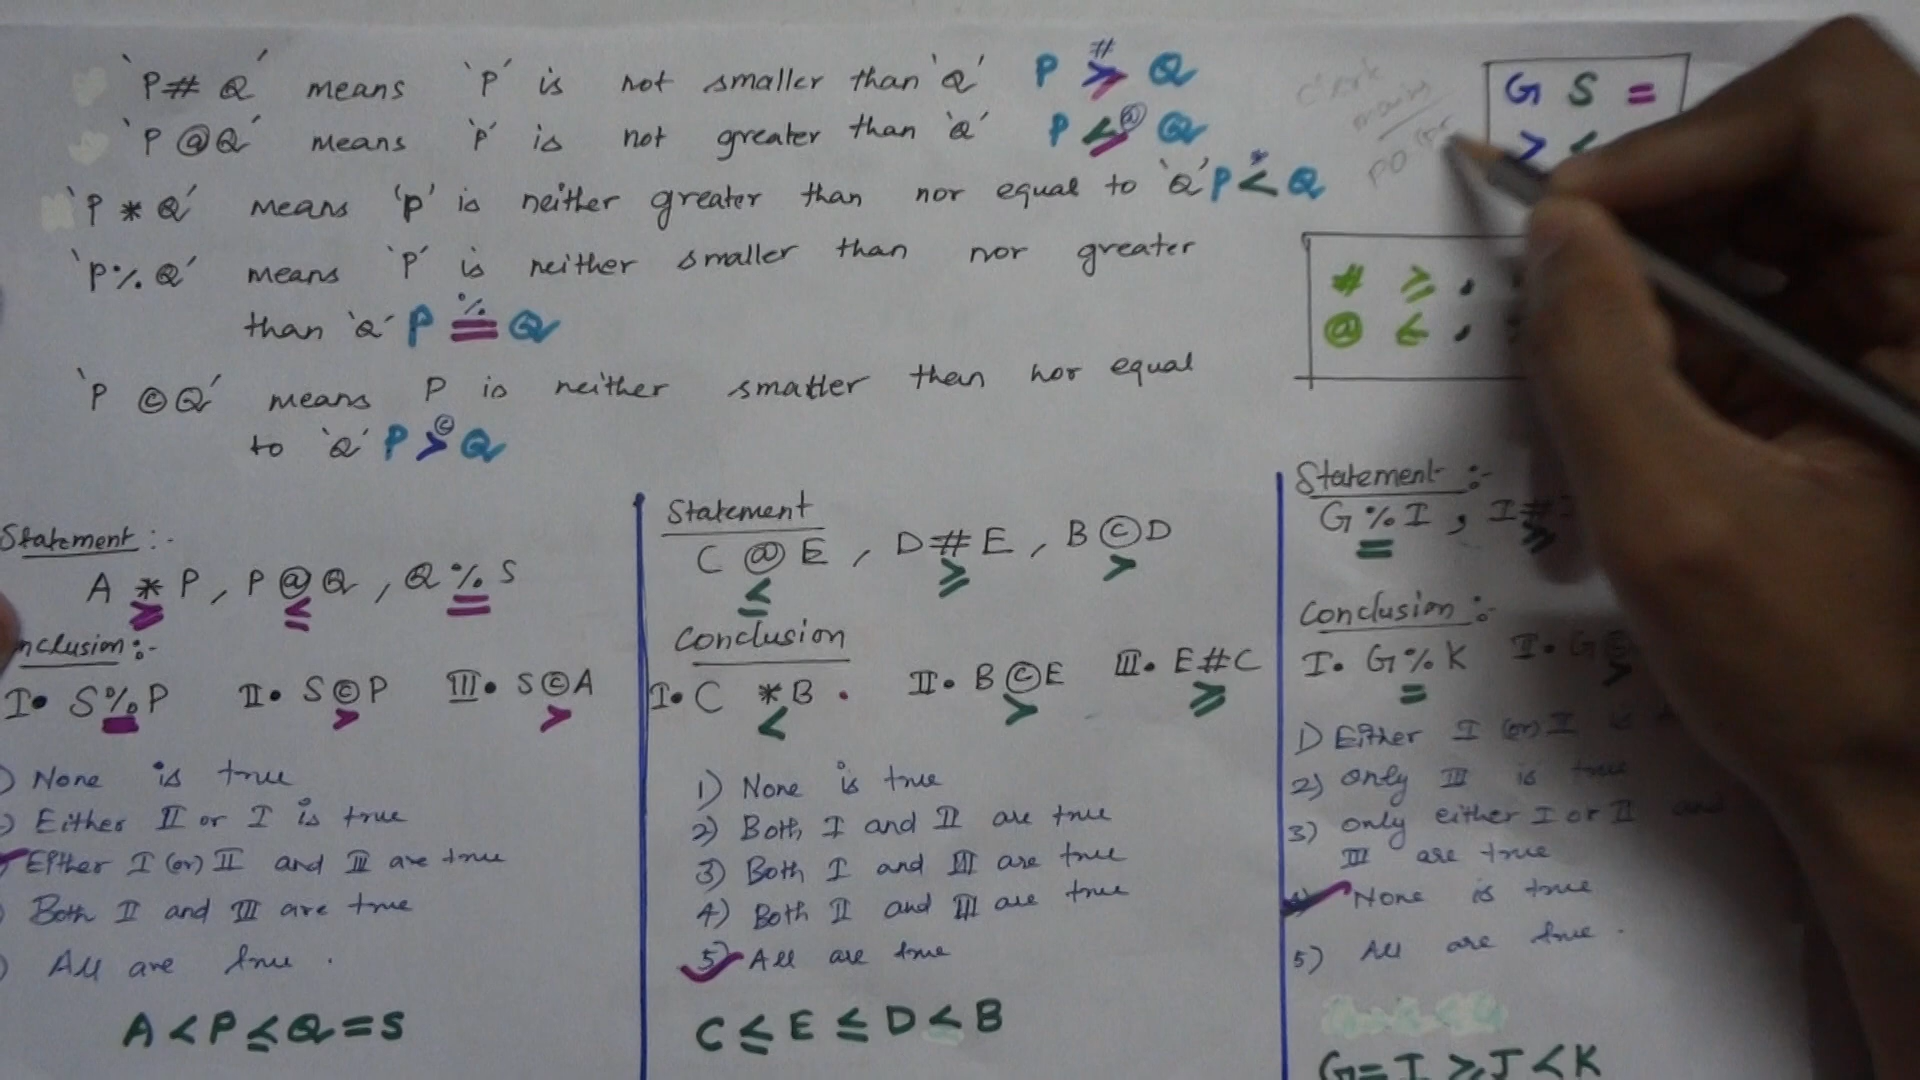 `P# Q´ means `P´ is not smaller than `Q´ P ≥ Q #
`P @Q´ means `P´ is not greater than `Q´ P ≤ Q @
`P * Q´ means `P´ is neither greater than nor equal to `Q´ P < Q *
`P % Q´ means `P´ is neither smaller than nor greater
than `Q´ P = Q %
`P ©Q´ means P is neither smaller than nor equal
to `Q´ P > Q ©
G S =
> <
# ≥
@ ≤
Statement :-
A * P, P @ Q, Q % S
≥ ≤ =
nclusion :-
I. S % P II. S © P III. S © A
= > >
) None is true
) Either II or I is true
Either I (or) II and III are true
) Both II and III are true
) All are true .
A < P ≤ Q = S
Statement
C @ E , D # E , B © D
≤ ≥ >
Conclusion
I. C * B . II. B © E III. E # C
< > ≥
1) None is true
2) Both I and II are true
3) Both I and III are true
4) Both II and III are true
5) All are true
C ≤ E ≤ D < B
Statement :-
G % I , I #
= ≥
Conclusion :-
I. G % K II. G ©
= >
1) Either I (or) II is
2) Only III is true
3) only either I or II
III are true
4) None is true
5) All are true .
G = I ≥ J < K